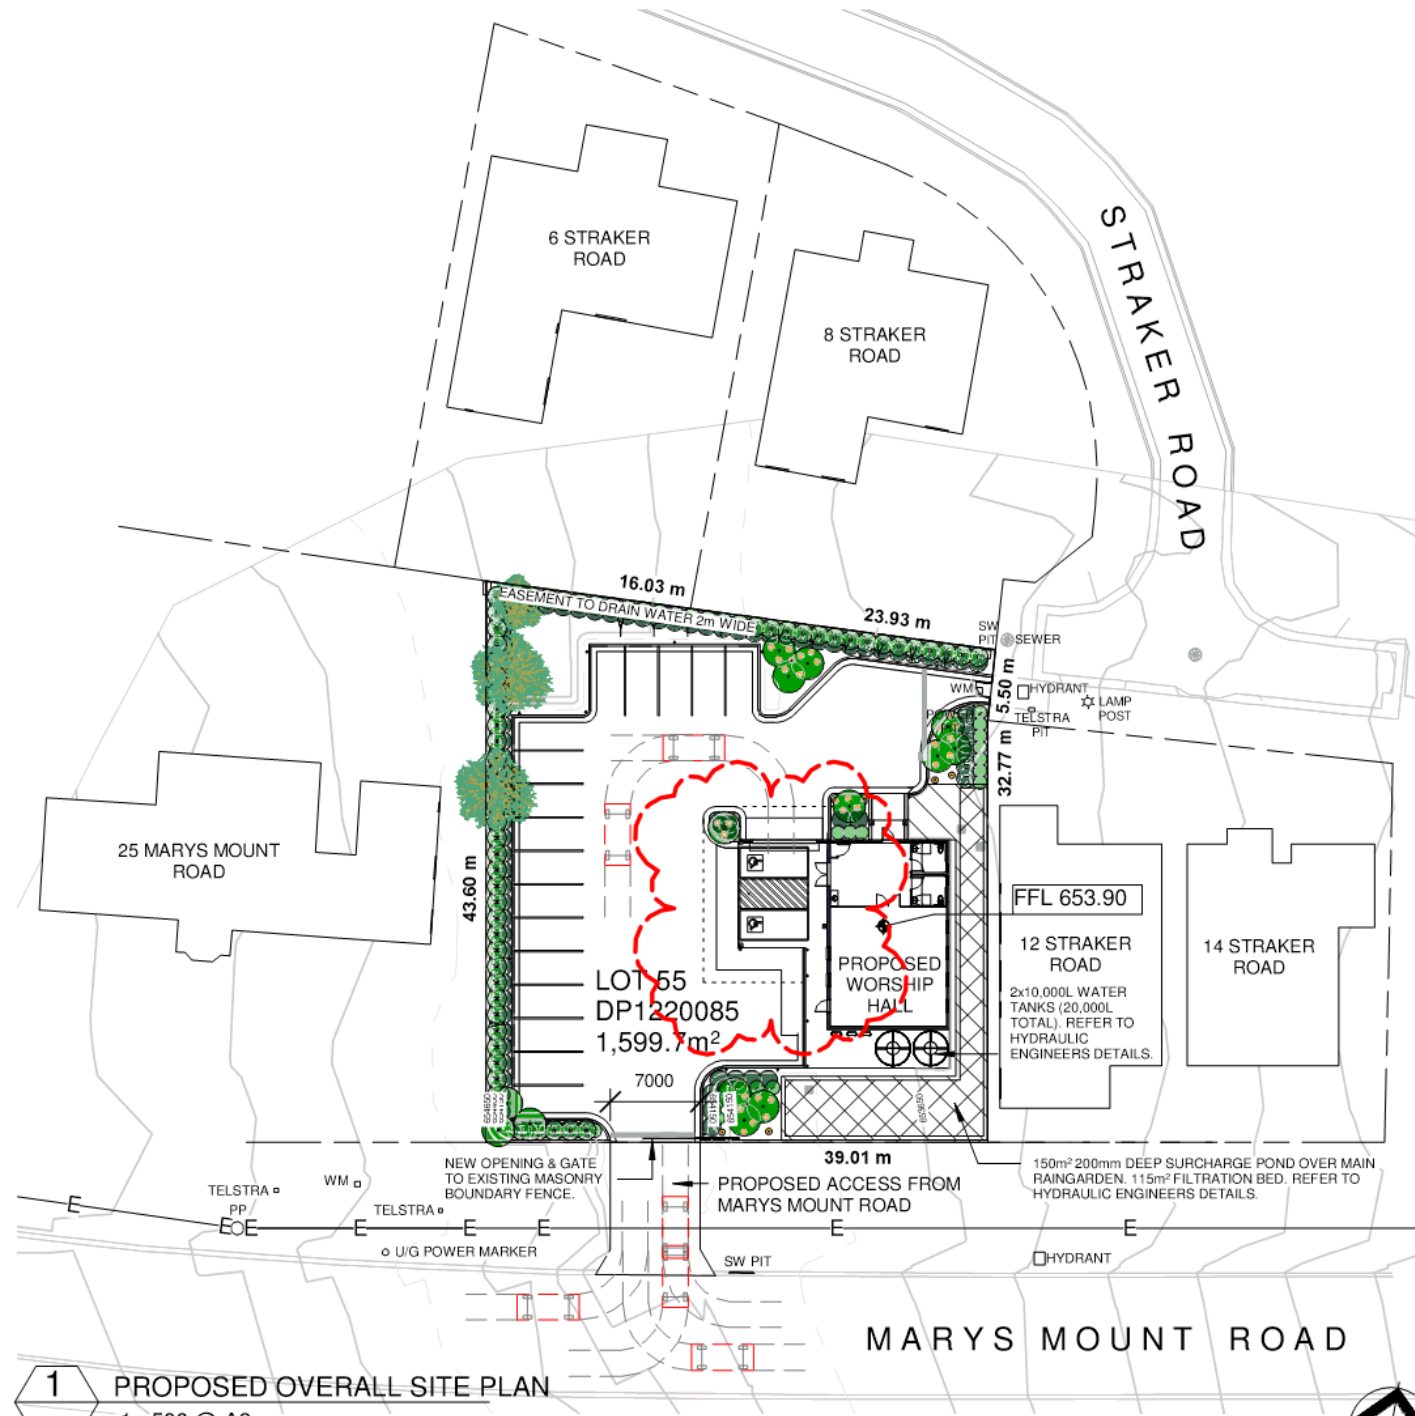 STRAKER ROAD
6 STRAKER
ROAD
8 STRAKER
ROAD
16.03 m
EASEMENT TO DRAIN WATER 2m WIDE
23.93 m
SW
PIT
SEWER
5.50 m
WM
HYDRANT
LAMP
POST
TELSTRA
PIT
32.77 m
25 MARYS MOUNT
ROAD
43.60 m
FFL 653.90
12 STRAKER
ROAD
14 STRAKER
ROAD
PROPOSED
WORSHIP
HALL
2x10,000L WATER
TANKS (20,000L
TOTAL). REFER TO
HYDRAULIC
ENGINEERS DETAILS.
LOT 55
DP1220085
1,599.7m²
7000
654650
654150
654150
653650
39.01 m
NEW OPENING & GATE
TO EXISTING MASONRY
BOUNDARY FENCE.
PROPOSED ACCESS FROM
MARYS MOUNT ROAD
150m² 200mm DEEP SURCHARGE POND OVER MAIN
RAINGARDEN. 115m² FILTRATION BED. REFER TO
HYDRAULIC ENGINEERS DETAILS.
TELSTRA
PP
WM
TELSTRA
E
E
E
E
E
E
E
E
U/G POWER MARKER
SW PIT
HYDRANT
MARYS MOUNT ROAD
1
PROPOSED OVERALL SITE PLAN